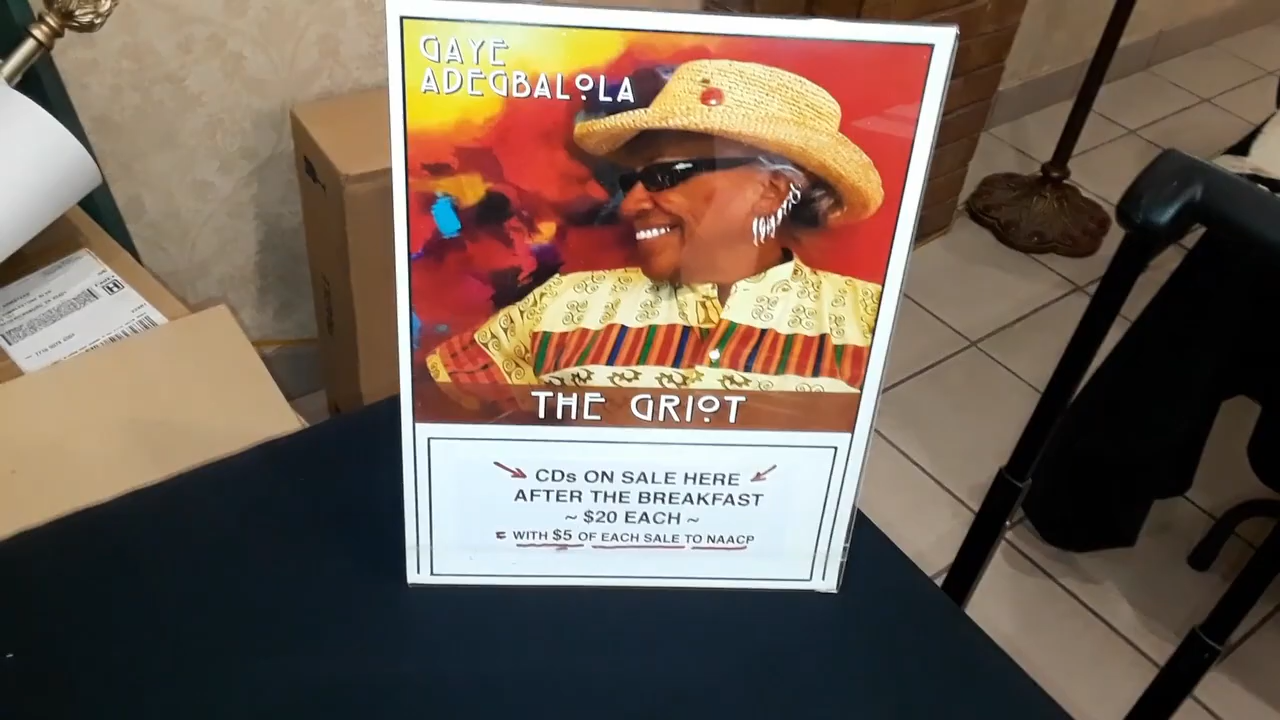 GAYE
ADEGBALOLA
THE GRIOT
CDs ON SALE HERE
AFTER THE BREAKFAST
~ $20 EACH ~
WITH $5 OF EACH SALE TO NAACP